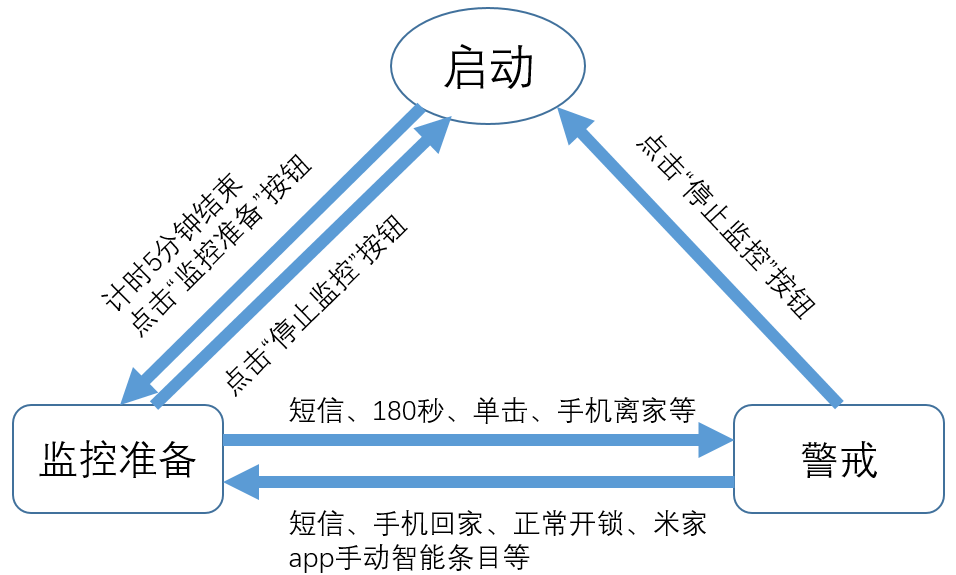 启动
计时5分钟结束
点击“监控准备”按钮
点击“停止监控”按钮
点击“停止监控”按钮
短信、180秒、单击、手机离家等
监控准备
警戒
短信、手机回家、正常开锁、米家
app手动智能条目等